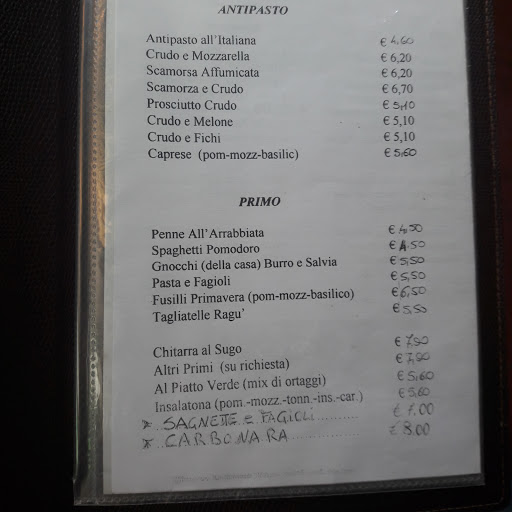 ANTIPASTO
Antipasto all'Italiana € 4,60
Crudo e Mozzarella € 6,20
Scamorsa Affumicata € 6,20
Scamorza e Crudo € 6,70
Prosciutto Crudo € 5,10
Crudo e Melone € 5,10
Crudo e Fichi € 5,10
Caprese (pom-mozz-basilic) € 5,60
PRIMO
Penne All'Arrabbiata € 4,50
Spaghetti Pomodoro € 4.50
Gnocchi (della casa) Burro e Salvia € 5,50
Pasta e Fagioli € 5,50
Fusilli Primavera (pom-mozz-basilico) € 6,50
Tagliatelle Ragu' € 5,50
Chitarra al Sugo € 7,90
Altri Primi (su richiesta) € 7,90
Al Piatto Verde (mix di ortaggi) € 5,60
Insalatona (pom.-mozz.-tonn.-ins.-car.) € 5,60
SAGNETTE E FAGIOLI.......... € 7.00
CARBONARA................ € 8.00